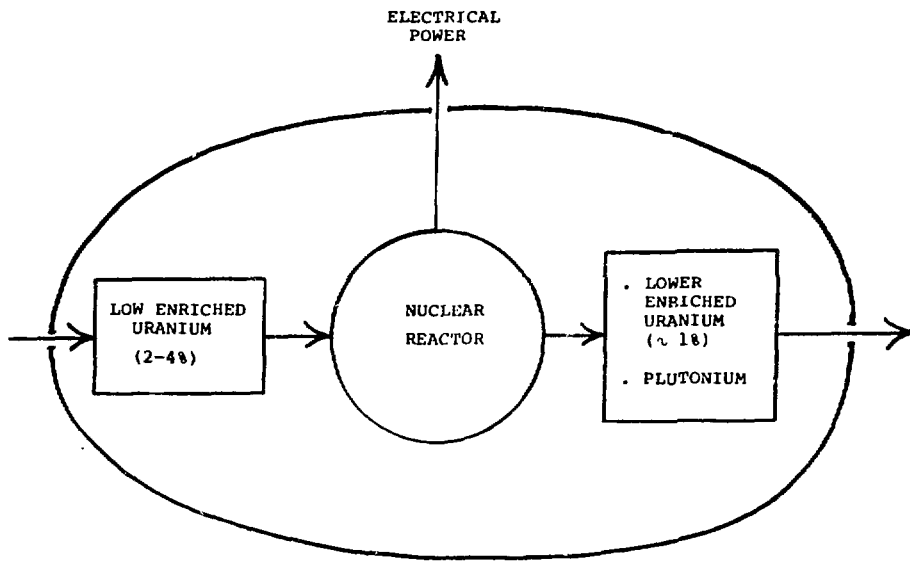 ELECTRICAL
POWER
LOW ENRICHED
URANIUM
(2-4%)
NUCLEAR
REACTOR
. LOWER
ENRICHED
URANIUM
(~ 1%)
. PLUTONIUM